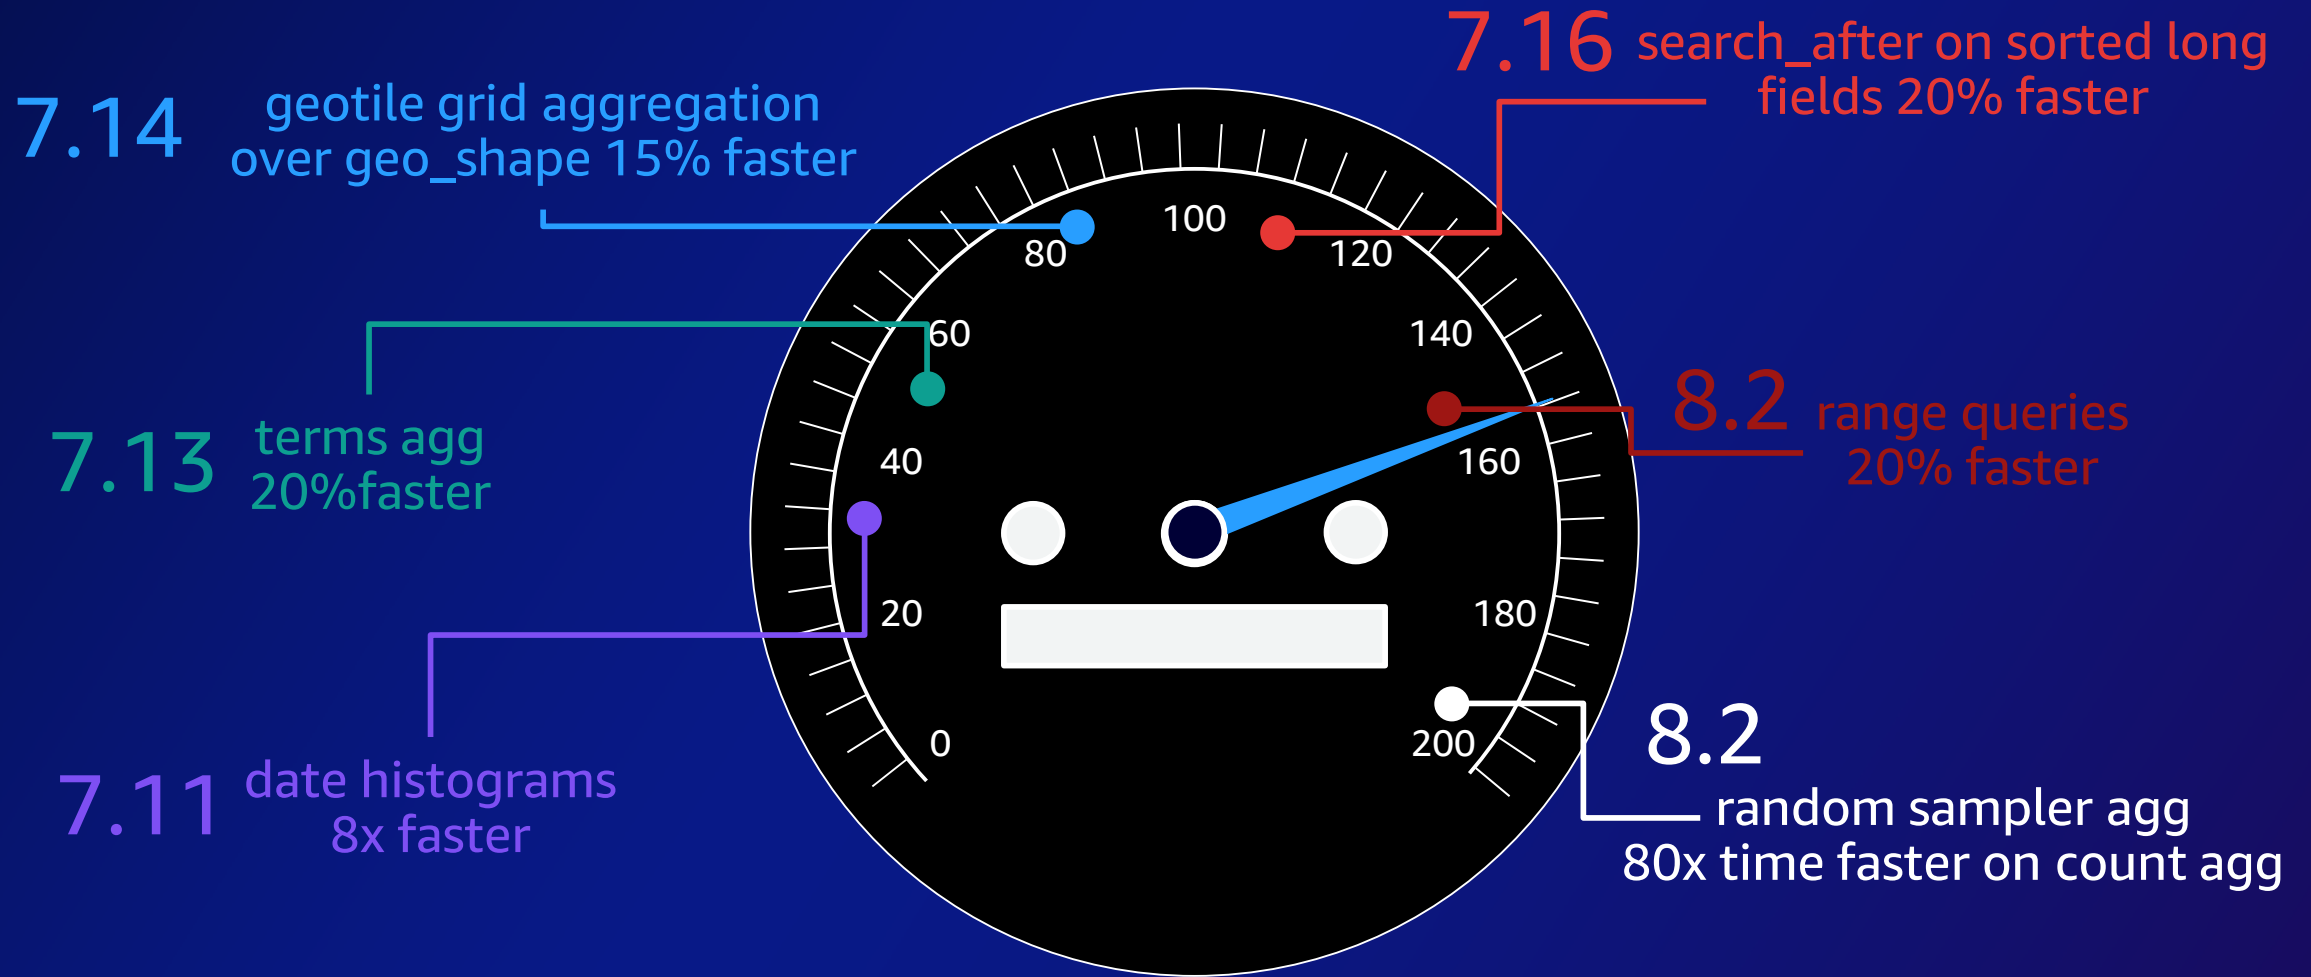 7.16
search_after on sorted long
fields 20% faster
7.14
geotile grid aggregation
over geo_shape 15% faster
100
80
120
60
140
7.13
terms agg
20%faster
8.2
range queries
20% faster
40
160
20
180
0
200
7.11
date histograms
8x faster
8.2
random sampler agg
80x time faster on count agg